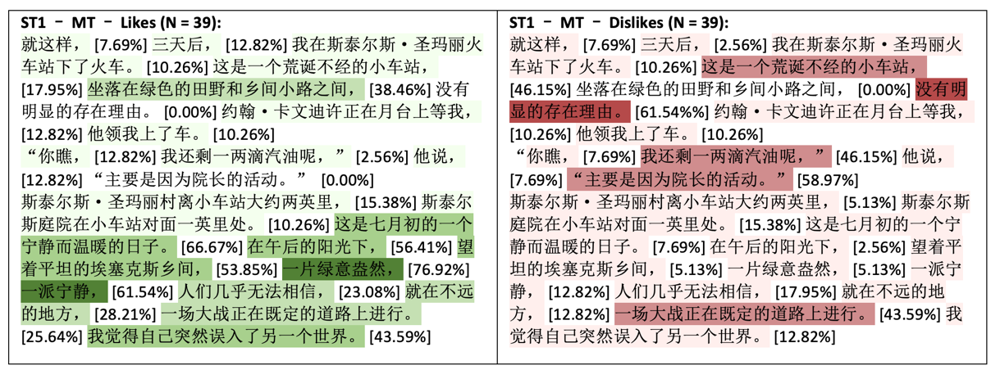 ST1 – MT – Likes (N = 39):
就这样， [7.69%] 三天后， [12.82%] 我在斯泰尔斯·圣玛丽火
车站下了火车。 [10.26%] 这是一个荒诞不经的小车站，
[17.95%] 坐落在绿色的田野和乡间小路之间， [38.46%] 没有
明显的存在理由。 [0.00%] 约翰·卡文迪许正在月台上等我，
[12.82%] 他领我上了车。 [10.26%]
“你瞧， [12.82%] 我还剩一两滴汽油呢，” [2.56%] 他说，
[12.82%] “主要是因为院长的活动。” [0.00%]
斯泰尔斯·圣玛丽村离小车站大约两英里， [15.38%] 斯泰尔
斯庭院在小车站对面一英里处。 [10.26%] 这是七月初的一个
宁静而温暖的日子。 [66.67%] 在午后的阳光下， [56.41%] 望
着平坦的埃塞克斯乡间， [53.85%] 一片绿意盎然， [76.92%]
一派宁静， [61.54%] 人们几乎无法相信， [23.08%] 就在不远
的地方， [28.21%] 一场大战正在既定的道路上进行。
[25.64%] 我觉得自己突然误入了另一个世界。 [43.59%]
ST1 – MT – Dislikes (N = 39):
就这样， [7.69%] 三天后， [2.56%] 我在斯泰尔斯·圣玛丽火
车站下了火车。 [10.26%] 这是一个荒诞不经的小车站，
[46.15%] 坐落在绿色的田野和乡间小路之间， [0.00%] 没有明
显的存在理由。 [61.54%%] 约翰·卡文迪许正在月台上等我，
[10.26%] 他领我上了车。 [10.26%]
“你瞧， [7.69%] 我还剩一两滴汽油呢，” [46.15%] 他说，
[7.69%] “主要是因为院长的活动。” [58.97%]
斯泰尔斯·圣玛丽村离小车站大约两英里， [5.13%] 斯泰尔斯
庭院在小车站对面一英里处。 [15.38%] 这是七月初的一个宁
静而温暖的日子。 [7.69%] 在午后的阳光下， [2.56%] 望着平
坦的埃塞克斯乡间， [5.13%] 一片绿意盎然， [5.13%] 一派宁
静， [12.82%] 人们几乎无法相信， [17.95%] 就在不远的地
方， [12.82%] 一场大战正在既定的道路上进行。 [43.59%] 我
觉得自己突然误入了另一个世界。 [12.82%]